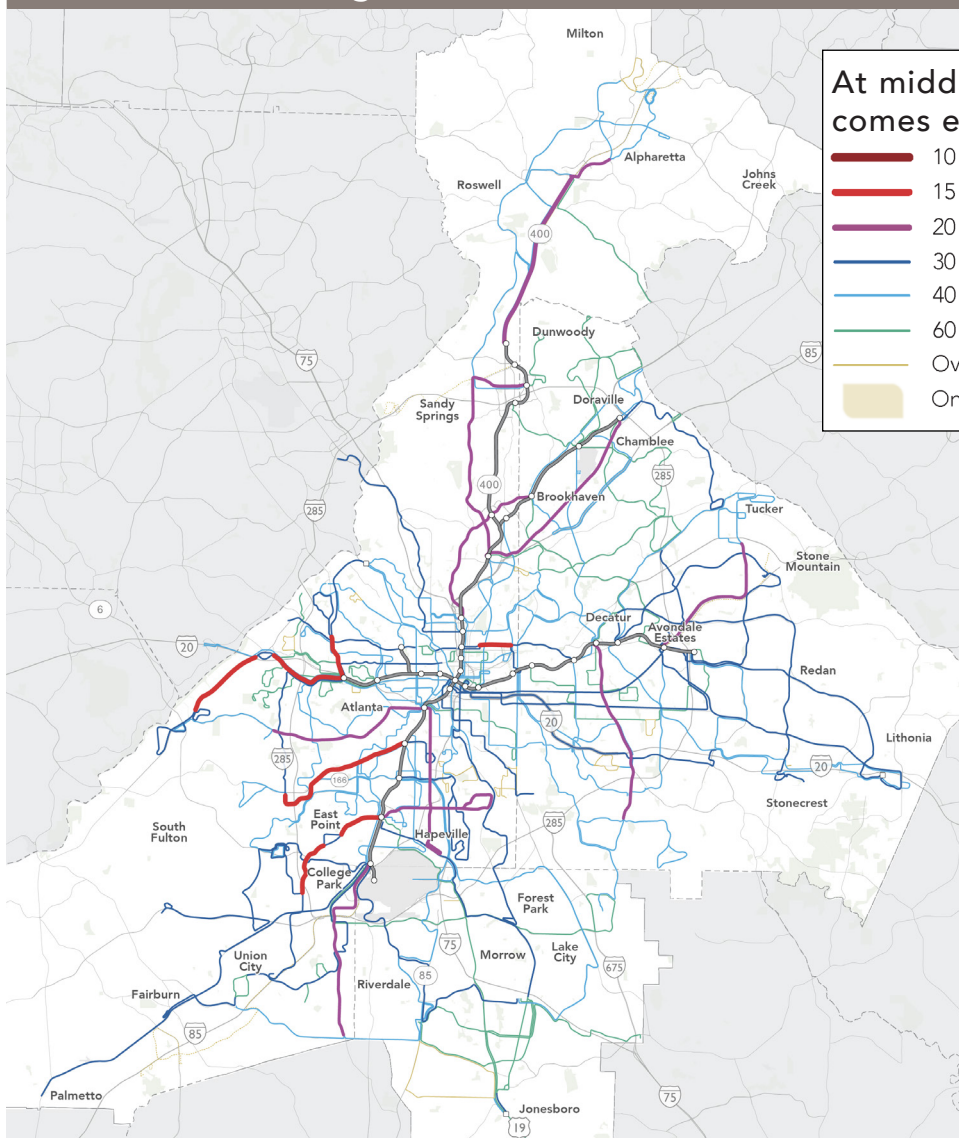 Milton
At midd
comes e
10
15
20
30
40
60
Ov
On
Alpharetta
Roswell
Johns
Creek
400
Dunwoody
75
85
Sandy
Springs
Doraville
Chamblee
400
285
Brookhaven
285
Tucker
Stone
Mountain
6
Decatur
Avondale
Estates
20
Redan
Atlanta
20
Lithonia
285
20
166
Stonecrest
East
Point
South
Fulton
285
Hapeville
College
Park
Forest
Park
75
Morrow
Lake
City
Union
City
675
85
Riverdale
Fairburn
85
Palmetto
75
Jonesboro
19